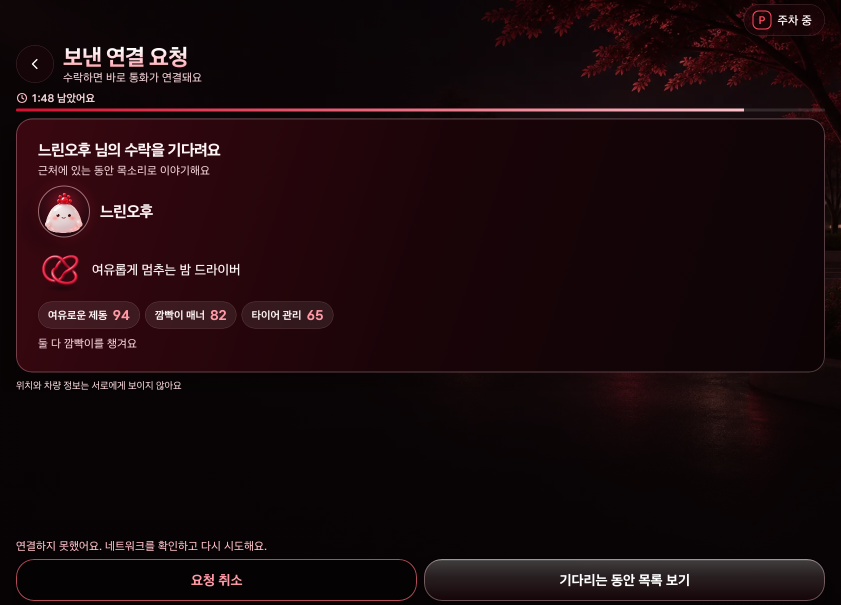 P 주차 중
보낸 연결 요청
수락하면 바로 통화가 연결돼요
1:48 남았어요
느린오후 님의 수락을 기다려요
근처에 있는 동안 목소리로 이야기해요
느린오후
여유롭게 멈추는 밤 드라이버
여유로운 제동 94 깜빡이 매너 82 타이어 관리 65
둘 다 깜빡이를 챙겨요
위치와 차량 정보는 서로에게 보이지 않아요
연결하지 못했어요. 네트워크를 확인하고 다시 시도해요.
요청 취소 기다리는 동안 목록 보기